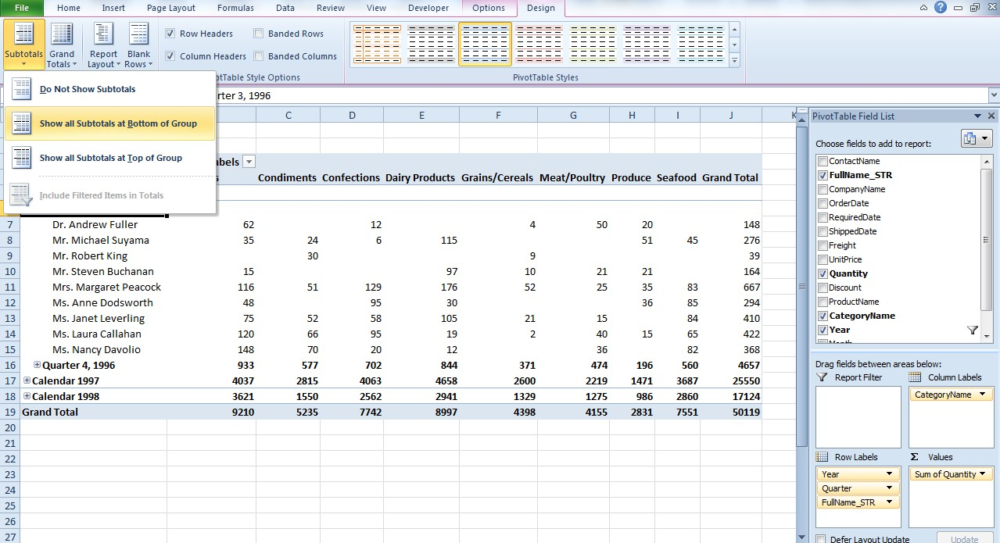 File Home Insert Page Layout Formulas Data Review View Developer Options Design
Subtotals Grand Totals Report Layout Blank Rows
Row Headers Banded Rows
Column Headers Banded Columns
otTable Style Options PivotTable Styles
Do Not Show Subtotals
Show all Subtotals at Bottom of Group
Show all Subtotals at Top of Group
Include Filtered Items in Totals
rter 3, 1996
C D E F G H I J K
abels
s Condiments Confections Dairy Products Grains/Cereals Meat/Poultry Produce Seafood Grand Total
7 Dr. Andrew Fuller 62 12 4 50 20 148
8 Mr. Michael Suyama 35 24 6 115 51 45 276
9 Mr. Robert King 30 9 39
10 Mr. Steven Buchanan 15 97 10 21 21 164
11 Mrs. Margaret Peacock 116 51 129 176 52 25 35 83 667
12 Ms. Anne Dodsworth 48 95 30 36 85 294
13 Ms. Janet Leverling 75 52 58 105 21 15 84 410
14 Ms. Laura Callahan 120 66 95 19 2 40 15 65 422
15 Ms. Nancy Davolio 148 70 20 12 36 82 368
16 Quarter 4, 1996 933 577 702 844 371 474 196 560 4657
17 Calendar 1997 4037 2815 4063 4658 2600 2219 1471 3687 25550
18 Calendar 1998 3621 1550 2562 2941 1329 1275 986 2860 17124
19 Grand Total 9210 5235 7742 8997 4398 4155 2831 7551 50119
20
21
22
23
24
25
26
27
PivotTable Field List
Choose fields to add to report:
ContactName
FullName_STR
CompanyName
OrderDate
RequiredDate
ShippedDate
Freight
UnitPrice
Quantity
Discount
ProductName
CategoryName
Year
Month
Drag fields between areas below:
Report Filter Column Labels
CategoryName
Row Labels Σ Values
Year Sum of Quantity
Quarter
FullName_STR
Defer Layout Update Update